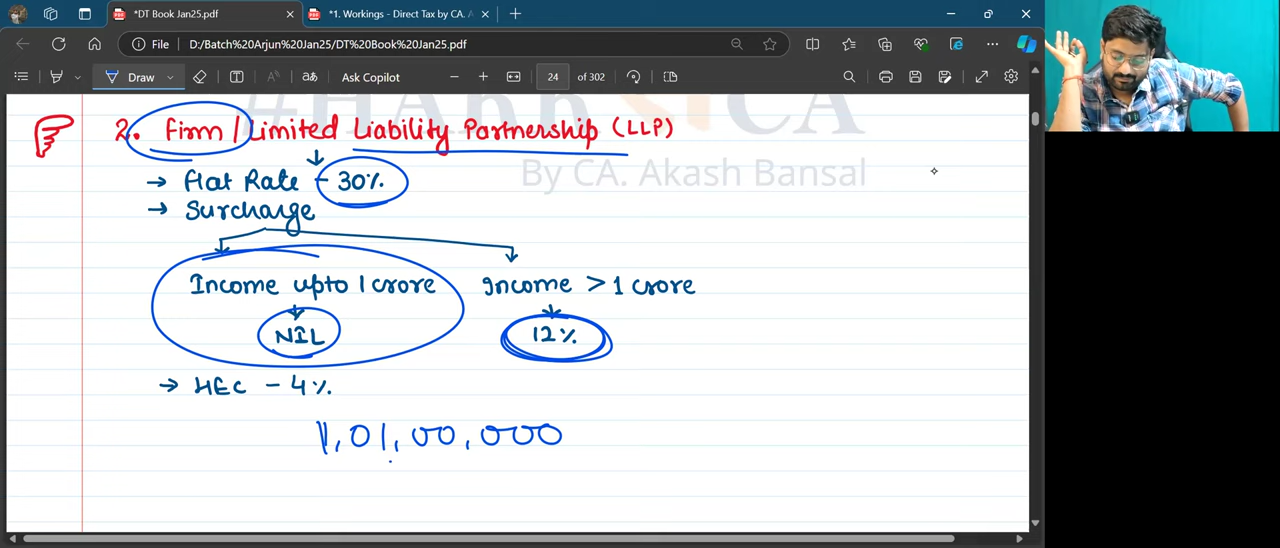 *DT Book Jan25.pdf
*1. Workings - Direct Tax by CA. A
File D:/Batch%20Arjun%20Jan25/DT%20Book%20Jan25.pdf
Draw
Ask Copilot
24 of 302
2. Firm / Limited Liability Partnership (LLP)
By CA. Akash Bansal
→ Flat Rate - 30%
→ Surcharge
Income upto 1 crore Income > 1 crore
NIL 12%
→ HEC - 4%
1,01,00,000